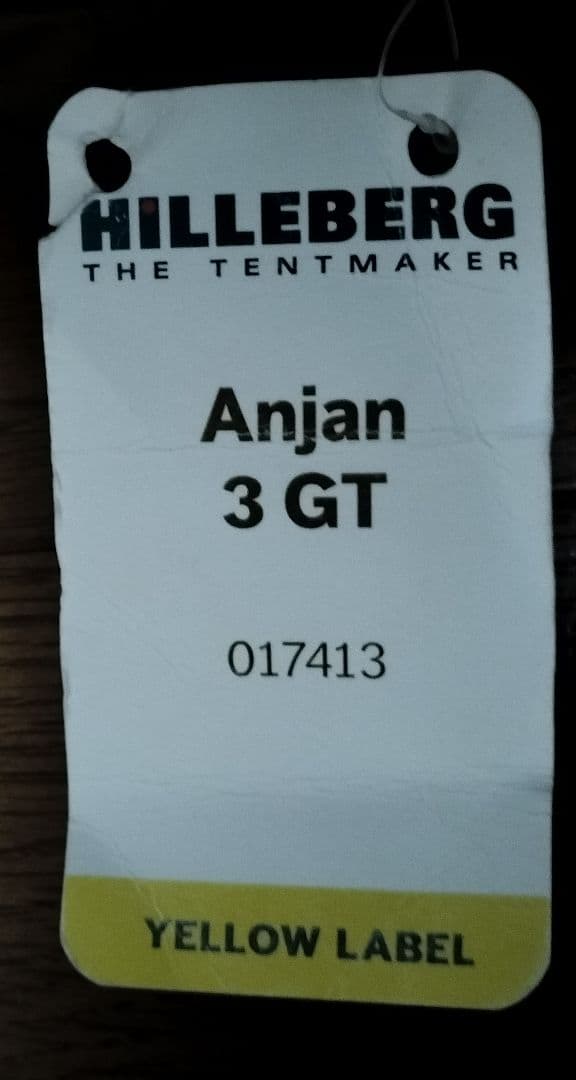 HILLEBERG
THE TENTMAKER
Anjan
3 GT
017413
YELLOW LABEL